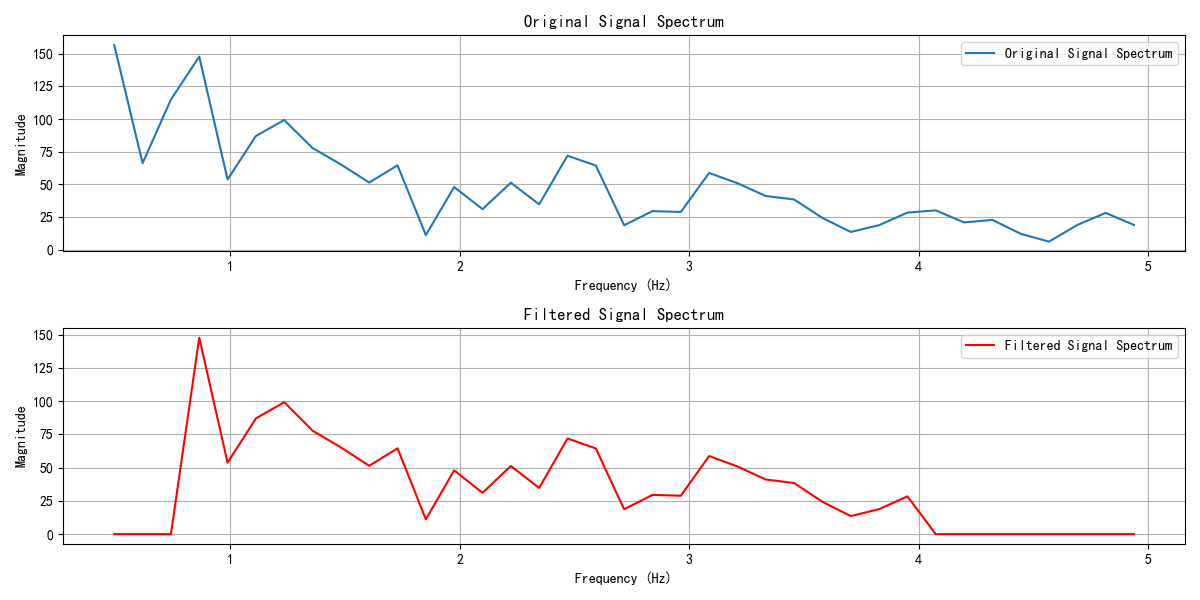 Original Signal Spectrum
150
125
100
75
50
25
0
Magnitude
Original Signal Spectrum
1 2 3 4 5
Frequency (Hz)
Filtered Signal Spectrum
150
125
100
75
50
25
0
Magnitude
Filtered Signal Spectrum
1 2 3 4 5
Frequency (Hz)